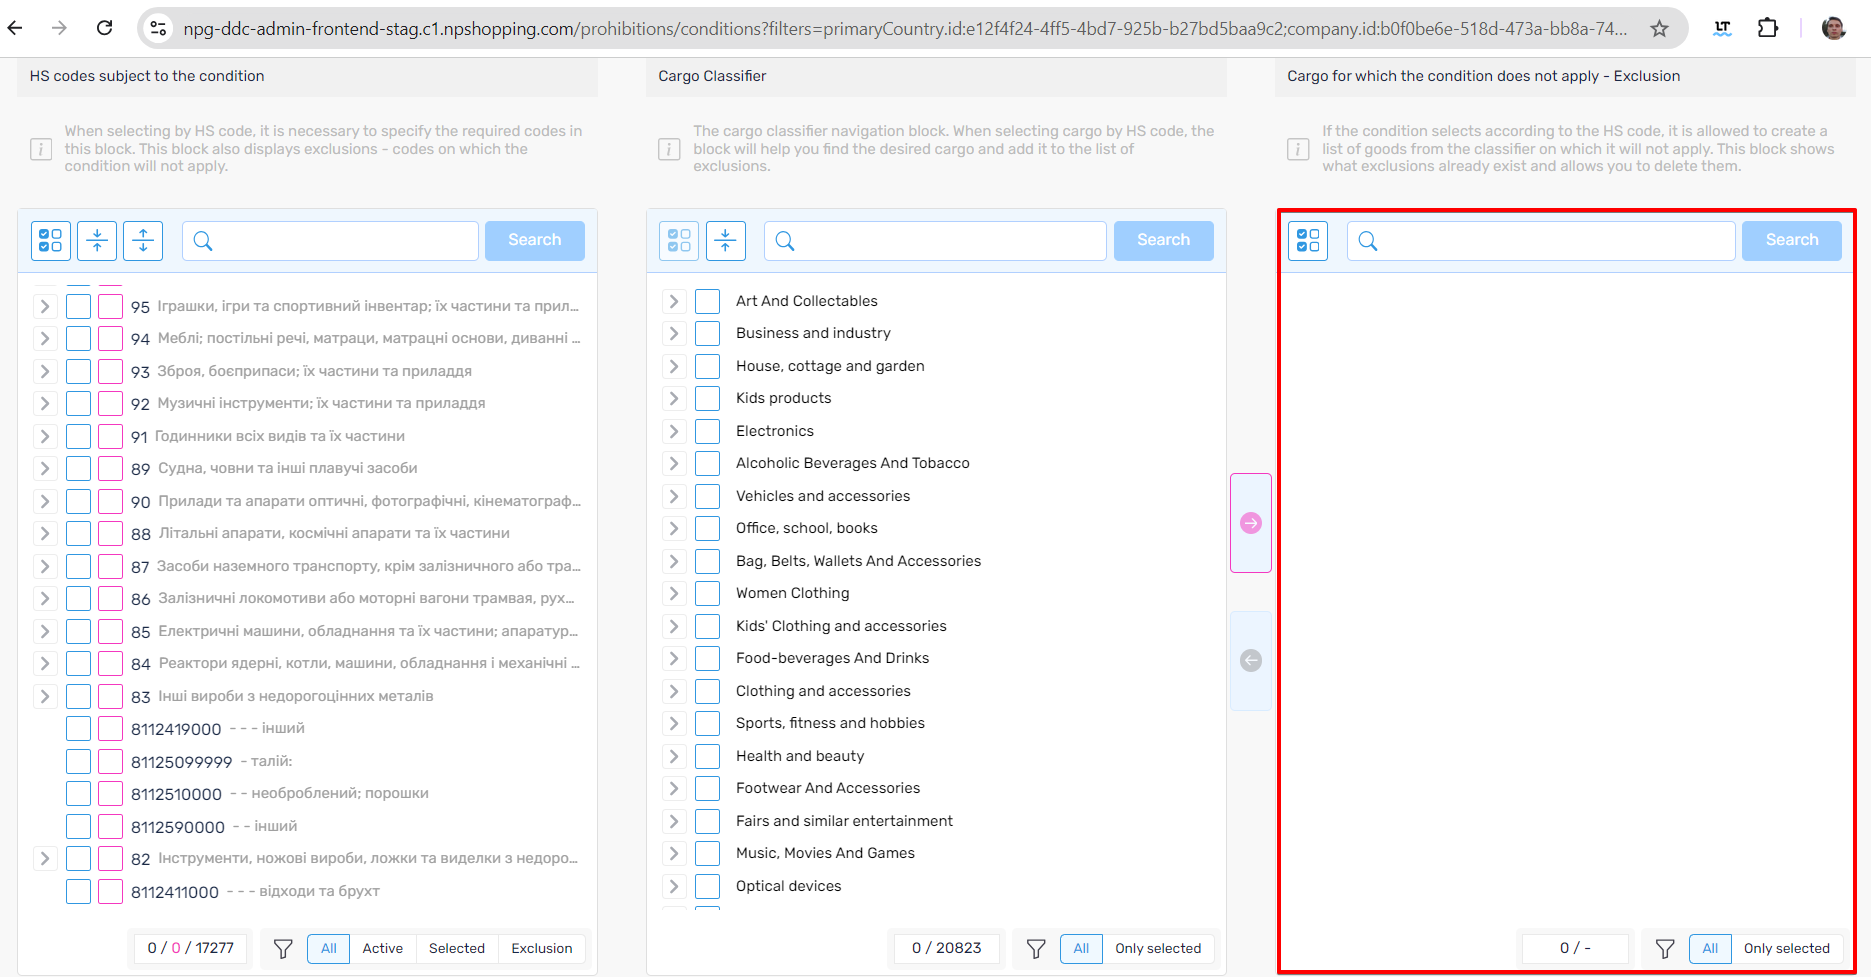 npg-ddc-admin-frontend-stag.c1.npshopping.com/prohibitions/conditions?filters=primaryCountry.id:e12f4f24-4ff5-4bd7-925b-b27bd5baa9c2;company.id:b0f0be6e-518d-473a-bb8a-74...
LT
HS codes subject to the condition
When selecting by HS code, it is necessary to specify the required codes in
this block. This block also displays exclusions - codes on which the
condition will not apply.
Search
95 Іграшки, ігри та спортивний інвентар; їх частини та прил...
94 Меблі; постільні речі, матраци, матрацні основи, диванні ...
93 Зброя, боєприпаси; їх частини та приладдя
92 Музичні інструменти; їх частини та приладдя
91 Годинники всіх видів та їх частини
89 Судна, човни та інші плавучі засоби
90 Прилади та апарати оптичні, фотографічні, кінематограф...
88 Літальні апарати, космічні апарати та їх частини
87 Засоби наземного транспорту, крім залізничного або тра...
86 Залізничні локомотиви або моторні вагони трамвая, рух...
85 Електричні машини, обладнання та їх частини; апаратур...
84 Реактори ядерні, котли, машини, обладнання і механічні ...
83 Інші вироби з недорогоцінних металів
8112419000 - - - інший
81125099999 - талій:
8112510000 - - необроблений; порошки
8112590000 - - інший
82 Інструменти, ножові вироби, ложки та виделки з недоро...
8112411000 - - - відходи та брухт
0 / 0 / 17277 All Active Selected Exclusion
Cargo Classifier
The cargo classifier navigation block. When selecting cargo by HS code, the
block will help you find the desired cargo and add it to the list of
exclusions.
Search
Art And Collectables
Business and industry
House, cottage and garden
Kids products
Electronics
Alcoholic Beverages And Tobacco
Vehicles and accessories
Office, school, books
Bag, Belts, Wallets And Accessories
Women Clothing
Kids' Clothing and accessories
Food-beverages And Drinks
Clothing and accessories
Sports, fitness and hobbies
Health and beauty
Footwear And Accessories
Fairs and similar entertainment
Music, Movies And Games
Optical devices
0 / 20823 All Only selected
Cargo for which the condition does not apply - Exclusion
If the condition selects according to the HS code, it is allowed to create a
list of goods from the classifier on which it will not apply. This block shows
what exclusions already exist and allows you to delete them.
Search
0 / - All Only selected